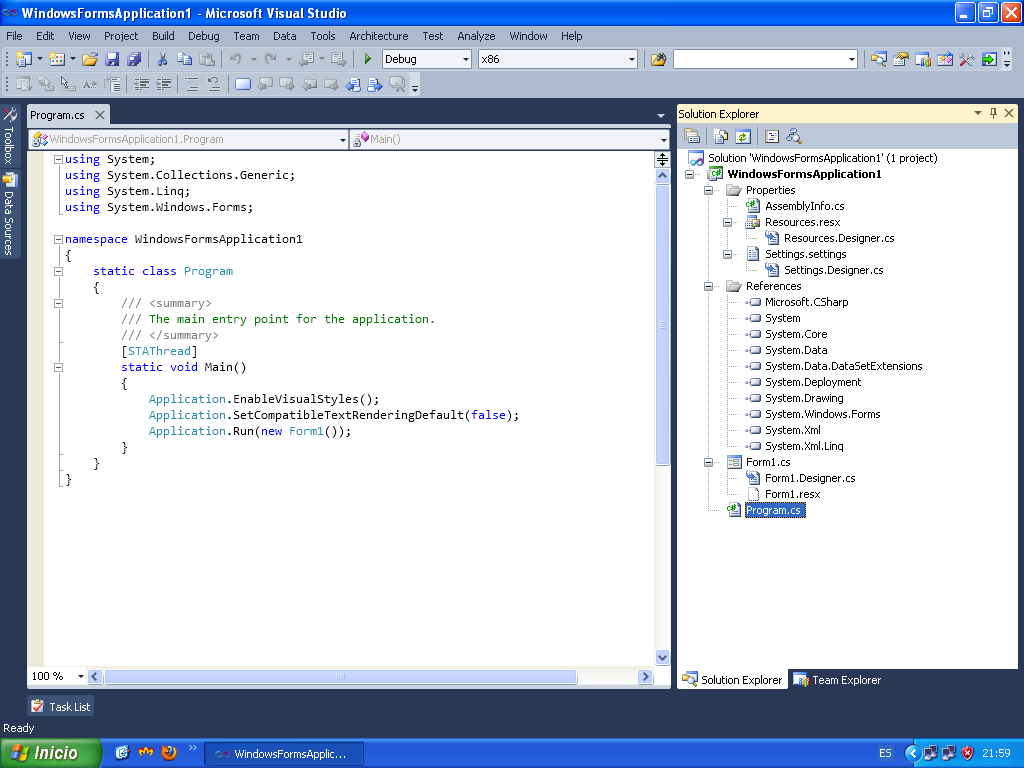 WindowsFormsApplication1 - Microsoft Visual Studio
File Edit View Project Build Debug Team Data Tools Architecture Test Analyze Window Help
Debug x86
Toolbox
Data Sources
Program.cs
WindowsFormsApplication1.Program Main()
using System;
using System.Collections.Generic;
using System.Linq;
using System.Windows.Forms;
namespace WindowsFormsApplication1
{
static class Program
{
/// <summary>
/// The main entry point for the application.
/// </summary>
[STAThread]
static void Main()
{
Application.EnableVisualStyles();
Application.SetCompatibleTextRenderingDefault(false);
Application.Run(new Form1());
}
}
}
100 %
Solution Explorer
Solution 'WindowsFormsApplication1' (1 project)
WindowsFormsApplication1
Properties
AssemblyInfo.cs
Resources.resx
Resources.Designer.cs
Settings.settings
Settings.Designer.cs
References
Microsoft.CSharp
System
System.Core
System.Data
System.Data.DataSetExtensions
System.Deployment
System.Drawing
System.Windows.Forms
System.Xml
System.Xml.Linq
Form1.cs
Form1.Designer.cs
Form1.resx
Program.cs
Solution Explorer Team Explorer
Task List
Ready
Inicio
WindowsFormsApplic...
ES
21:59